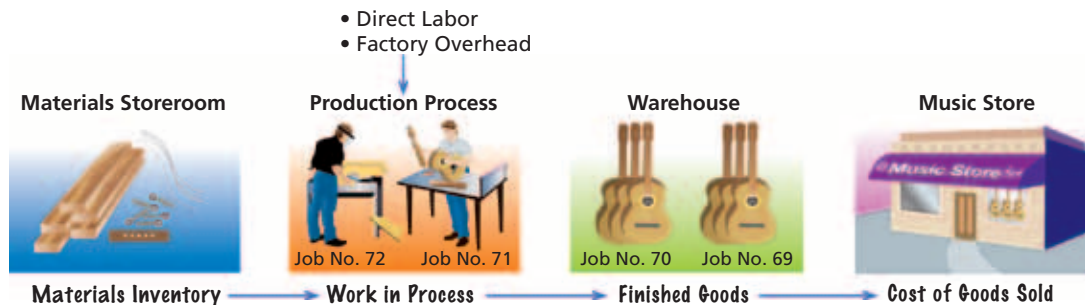 • Direct Labor
• Factory Overhead
Materials Storeroom
Production Process
Warehouse
Music Store
Music Store
Job No. 72
Job No. 71
Job No. 70
Job No. 69
Materials Inventory
Work in Process
Finished Goods
Cost of Goods Sold